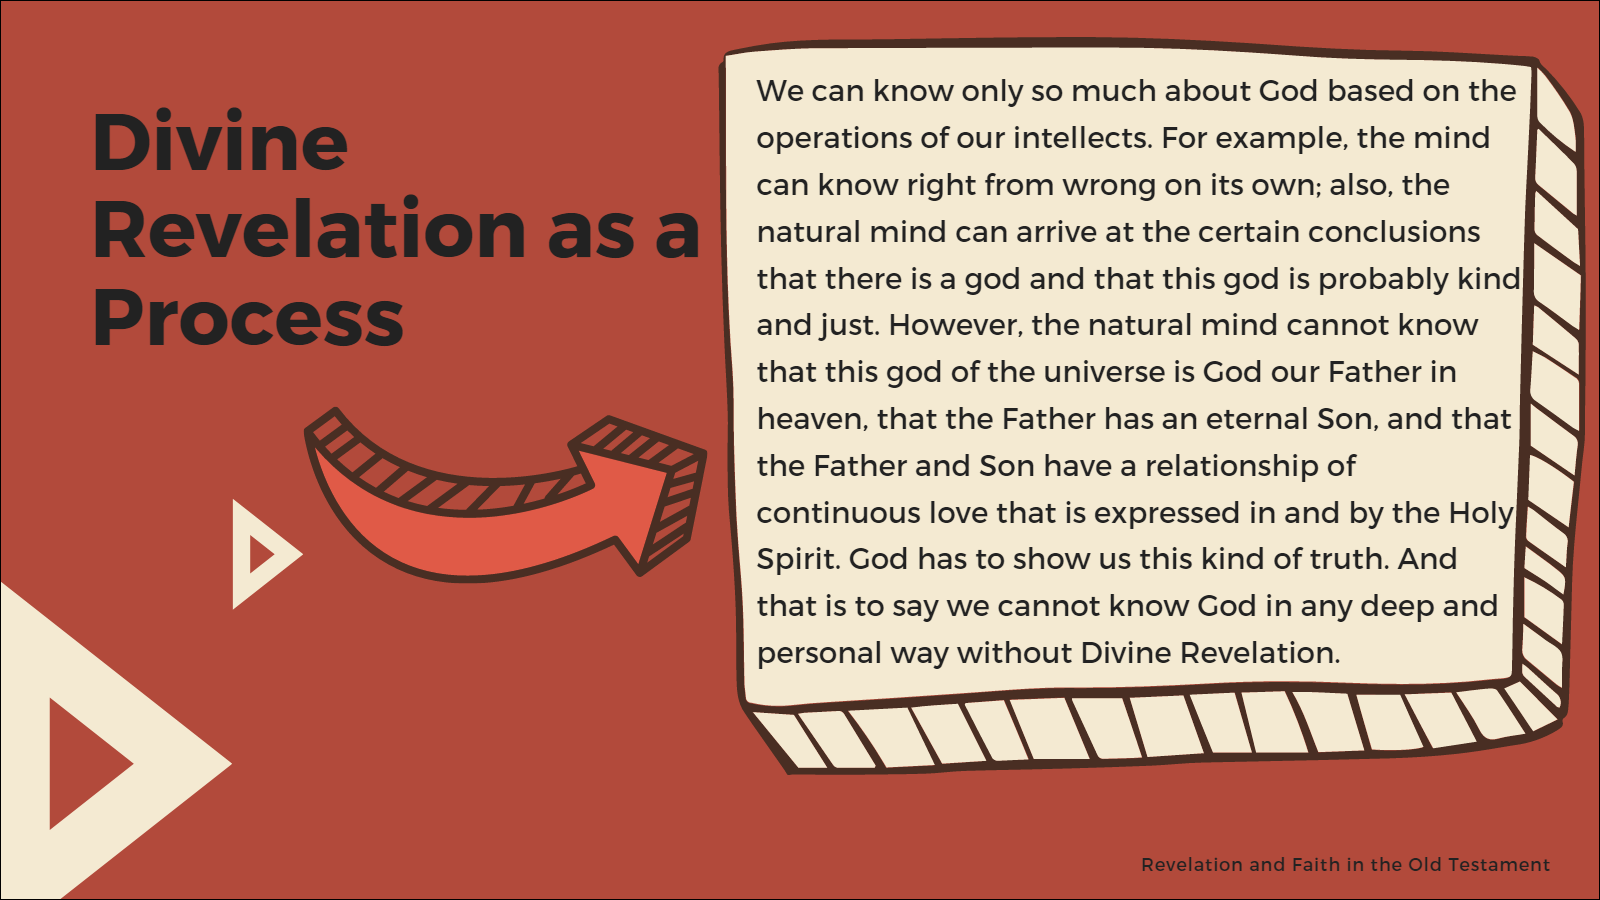 Divine
Revelation as a
Process
We can know only so much about God based on the
operations of our intellects. For example, the mind
can know right from wrong on its own; also, the
natural mind can arrive at the certain conclusions
that there is a god and that this god is probably kind
and just. However, the natural mind cannot know
that this god of the universe is God our Father in
heaven, that the Father has an eternal Son, and that
the Father and Son have a relationship of
continuous love that is expressed in and by the Holy
Spirit. God has to show us this kind of truth. And
that is to say we cannot know God in any deep and
personal way without Divine Revelation.
Revelation and Faith in the Old Testament